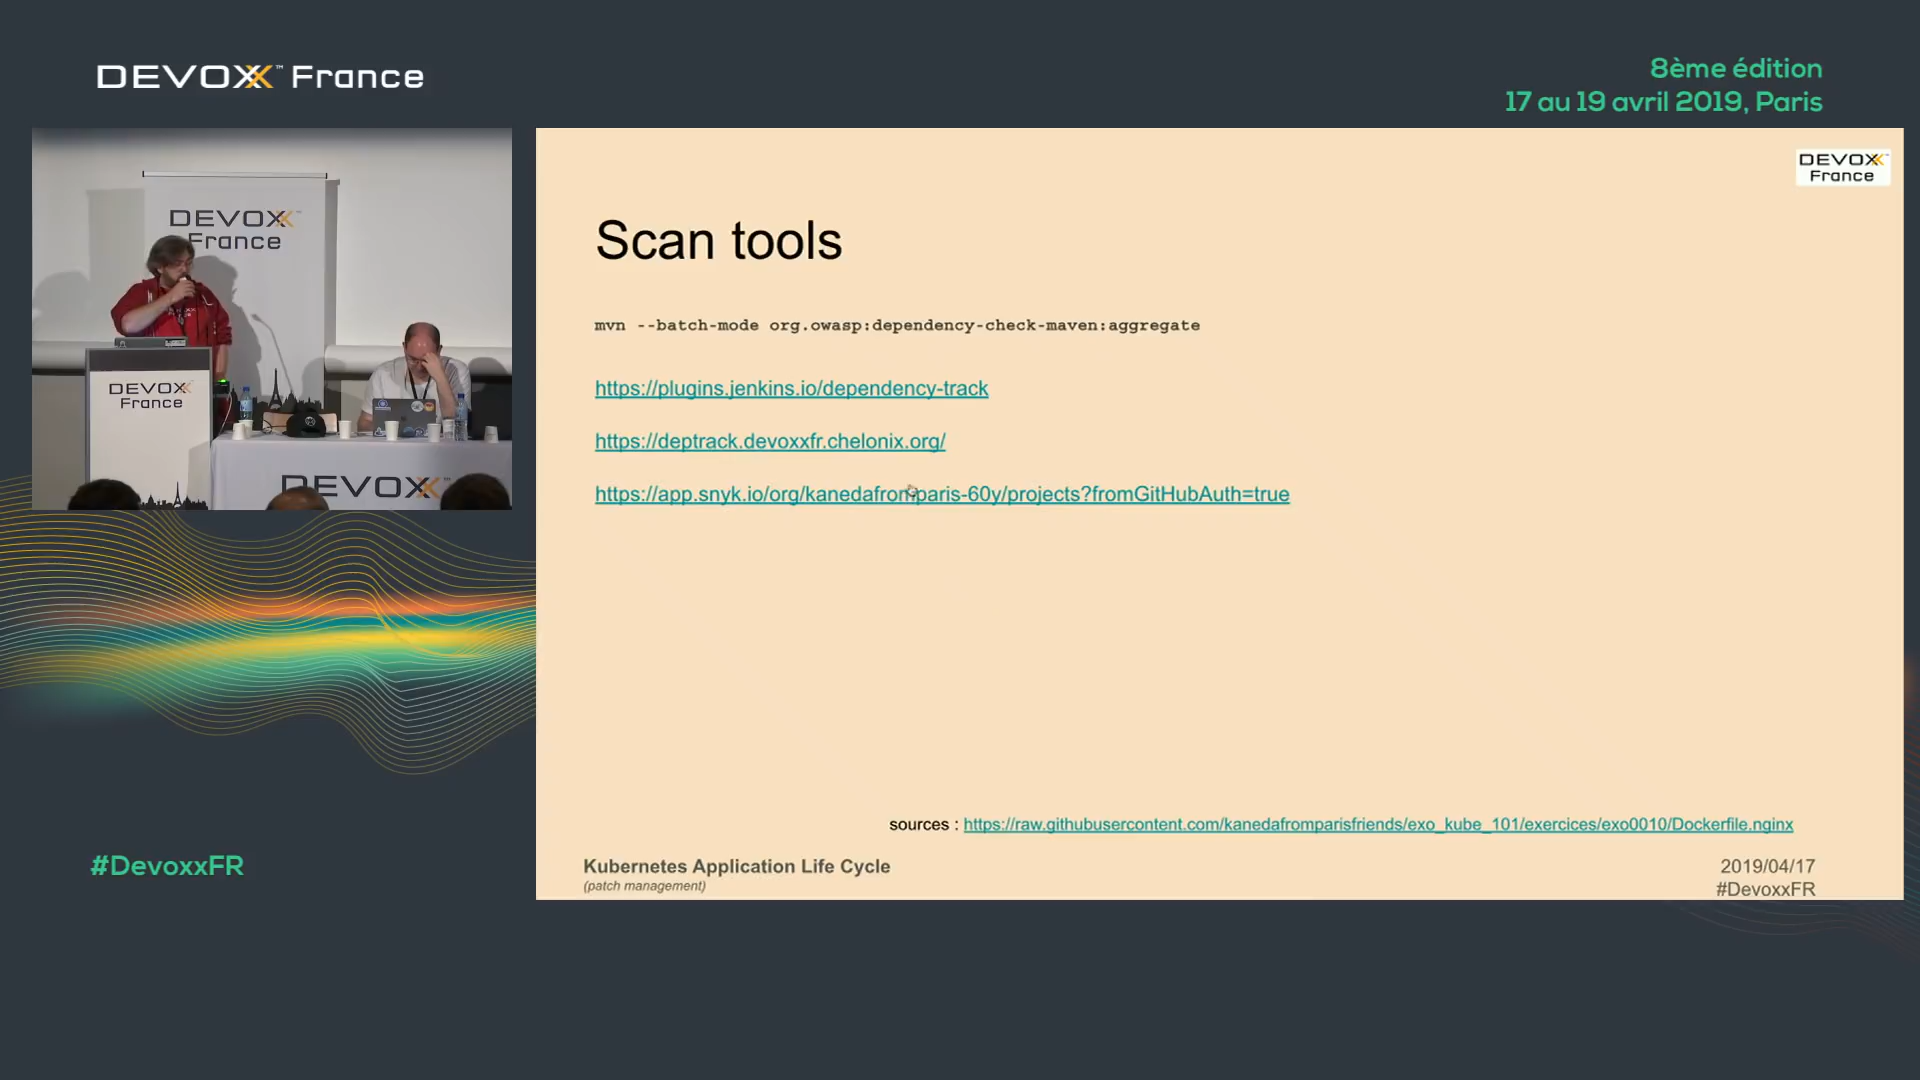 DEVOXX™ France
8ème édition
17 au 19 avril 2019, Paris
DEVOXX
France
DEVOXX
France
DEVOXX
DEVOXX
France
Scan tools
mvn --batch-mode org.owasp:dependency-check-maven:aggregate
https://plugins.jenkins.io/dependency-track
https://deptrack.devoxxfr.chelonix.org/
https://app.snyk.io/org/kanedafromparis-60y/projects?fromGitHubAuth=true
sources : https://raw.githubusercontent.com/kanedafromparisfriends/exo_kube_101/exercices/exo0010/Dockerfile.nginx
Kubernetes Application Life Cycle
(patch management)
2019/04/17
#DevoxxFR
#DevoxxFR